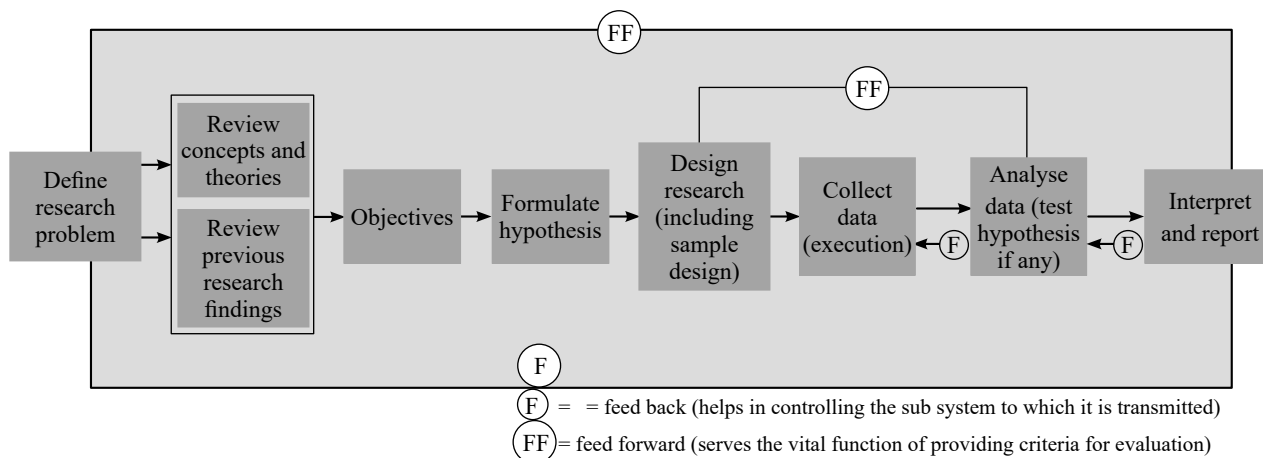 FF
FF
Define
research
problem
Review
concepts and
theories
Review
previous
research
findings
Objectives
Formulate
hypothesis
Design
research
(including
sample
design)
Collect
data
(execution)
F
Analyse
data (test
hypothesis
if any)
F
Interpret
and report
F
F = = feed back (helps in controlling the sub system to which it is transmitted)
FF = feed forward (serves the vital function of providing criteria for evaluation)